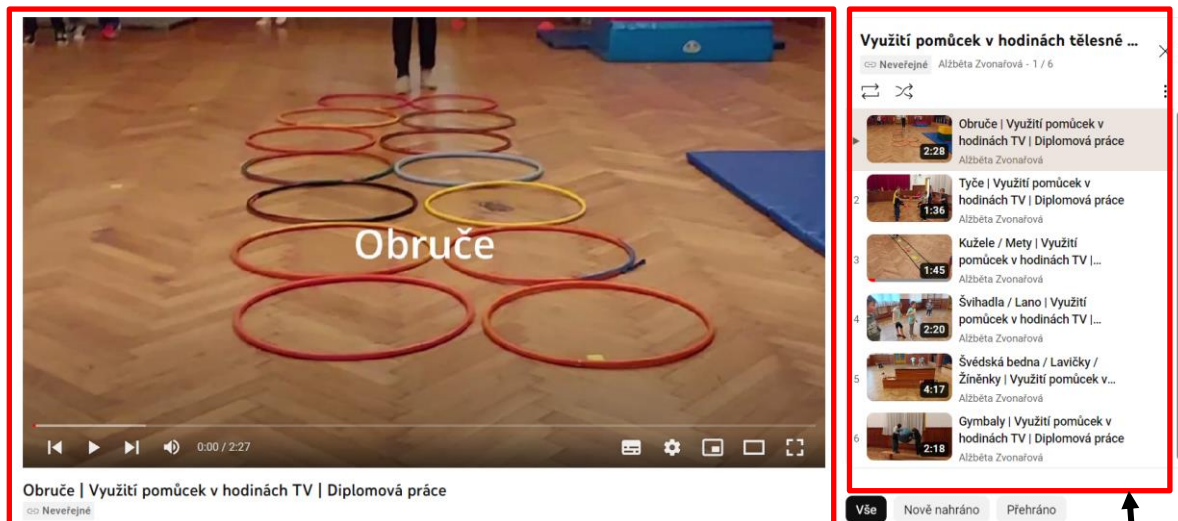 Obruče
0:00 / 2:27
Obruče | Využití pomůcek v hodinách TV | Diplomová práce
Neveřejné
Využití pomůcek v hodinách tělesné ...
Neveřejné Alžběta Zvonařová - 1 / 6
2:28
Obruče | Využití pomůcek v
hodinách TV | Diplomová práce
Alžběta Zvonařová
2
1:36
Tyče | Využití pomůcek v
hodinách TV | Diplomová práce
Alžběta Zvonařová
3
1:45
Kužele / Mety | Využití
pomůcek v hodinách TV |...
Alžběta Zvonařová
4
2:20
Švihadla / Lano | Využití
pomůcek v hodinách TV |...
Alžběta Zvonařová
5
4:17
Švédská bedna / Lavičky /
Žíněnky | Využití pomůcek v...
Alžběta Zvonařová
6
2:18
Gymbaly | Využití pomůcek v
hodinách TV | Diplomová práce
Alžběta Zvonařová
Vše Nově nahráno Přehráno